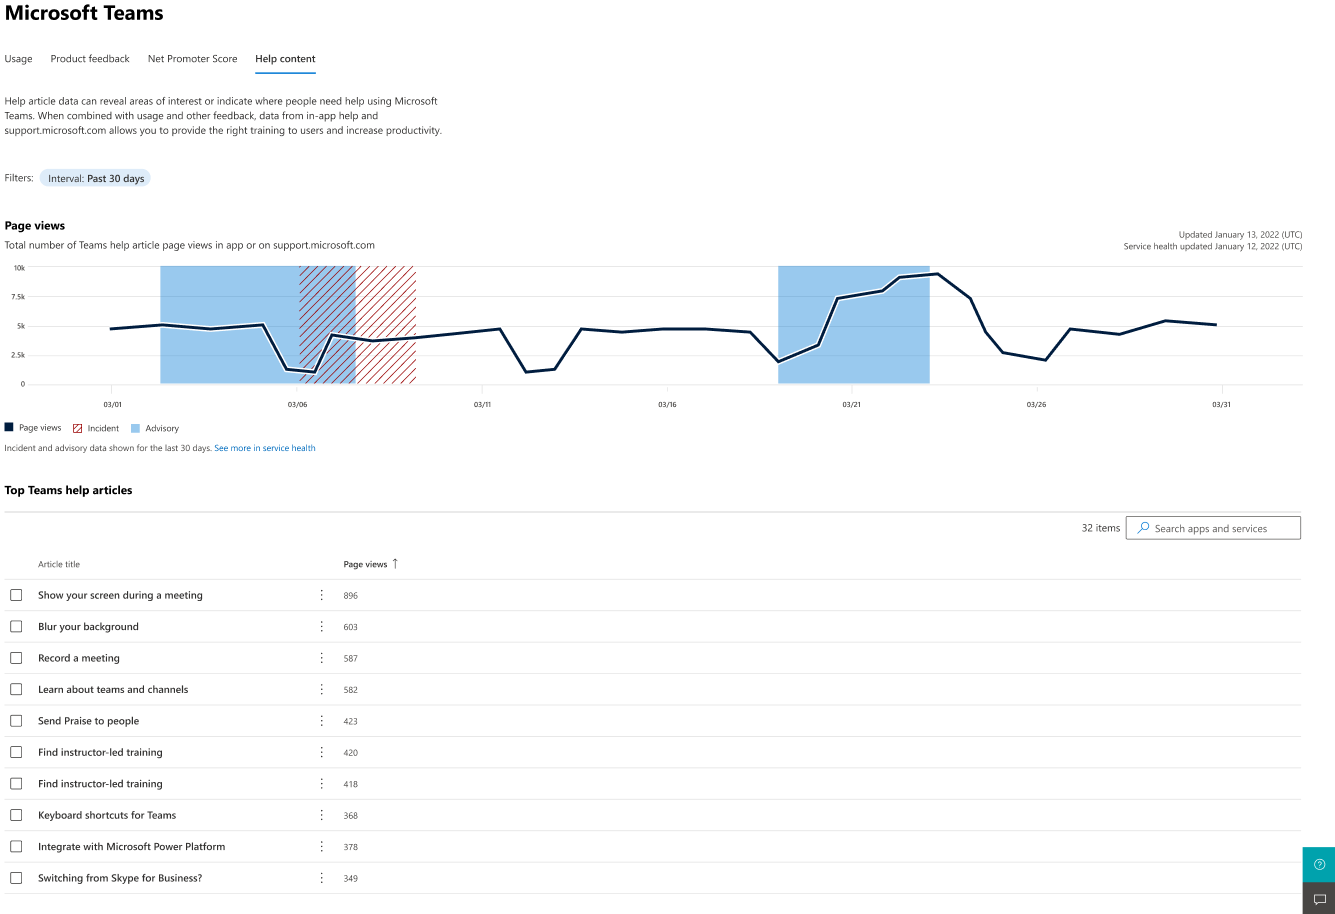 Microsoft Teams
Usage Product feedback Net Promoter Score Help content
Help article data can reveal areas of interest or indicate where people need help using Microsoft
Teams. When combined with usage and other feedback, data from in-app help and
support.microsoft.com allows you to provide the right training to users and increase productivity.
Filters: Interval: Past 30 days
Page views
Total number of Teams help article page views in app or on support.microsoft.com
Updated January 13, 2022 (UTC)
Service health updated January 12, 2022 (UTC)
10k
7.5k
5k
2.5k
0
03/01 03/06 03/11 03/16 03/21 03/26 03/31
Page views Incident Advisory
Incident and advisory data shown for the last 30 days. See more in service health
Top Teams help articles
32 items Search apps and services
Article title Page views ↑
Show your screen during a meeting 896
Blur your background 603
Record a meeting 587
Learn about teams and channels 582
Send Praise to people 423
Find instructor-led training 420
Find instructor-led training 418
Keyboard shortcuts for Teams 368
Integrate with Microsoft Power Platform 378
Switching from Skype for Business? 349